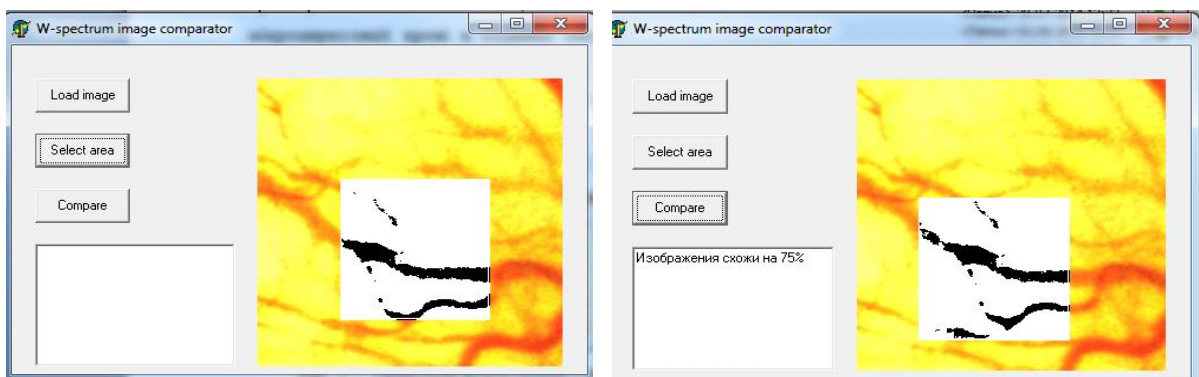 W-spectrum image comparator
Load image
Select area
Compare
W-spectrum image comparator
Load image
Select area
Compare
Изображения схожи на 75%